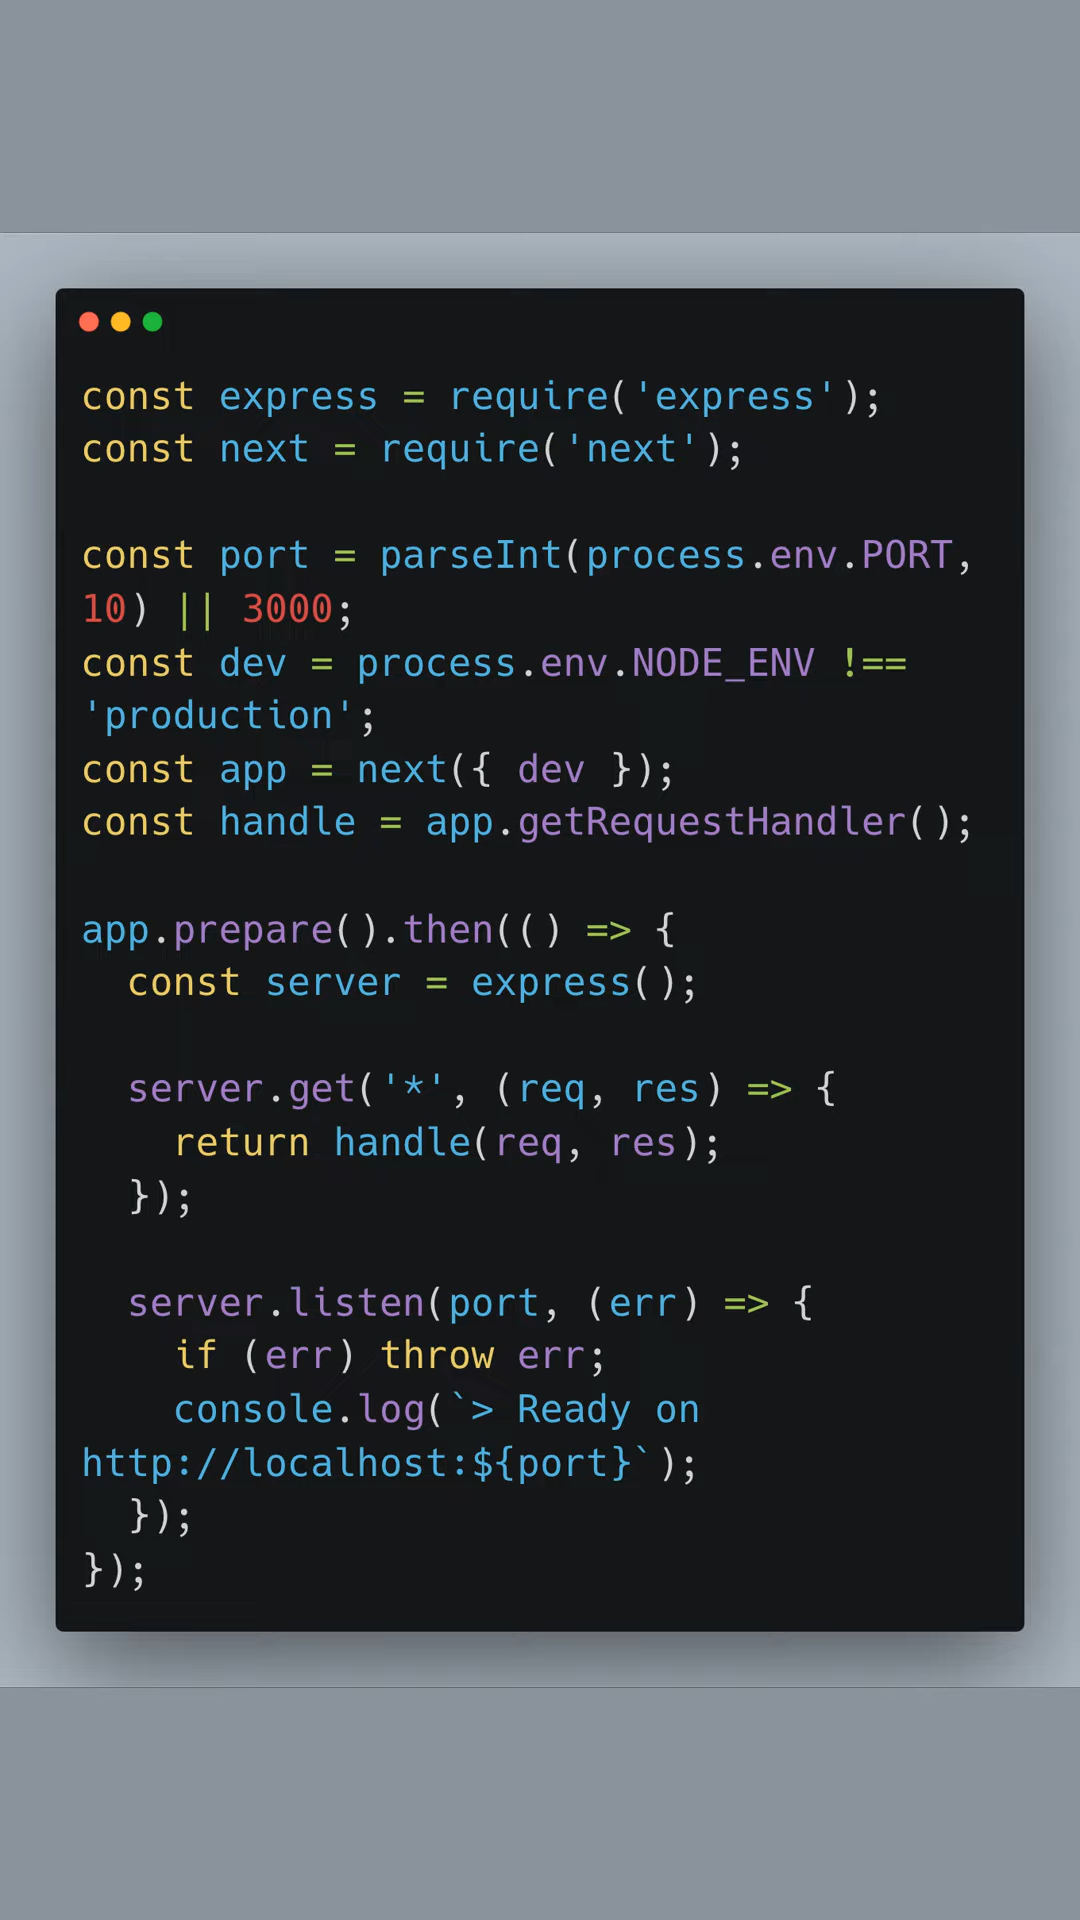 const express = require('express');
const next = require('next');

const port = parseInt(process.env.PORT,
10) || 3000;
const dev = process.env.NODE_ENV !==
'production';
const app = next({ dev });
const handle = app.getRequestHandler();

app.prepare().then(() => {
  const server = express();

  server.get('*', (req, res) => {
    return handle(req, res);
  });

  server.listen(port, (err) => {
    if (err) throw err;
    console.log(`> Ready on
http://localhost:${port}`);
  });
});